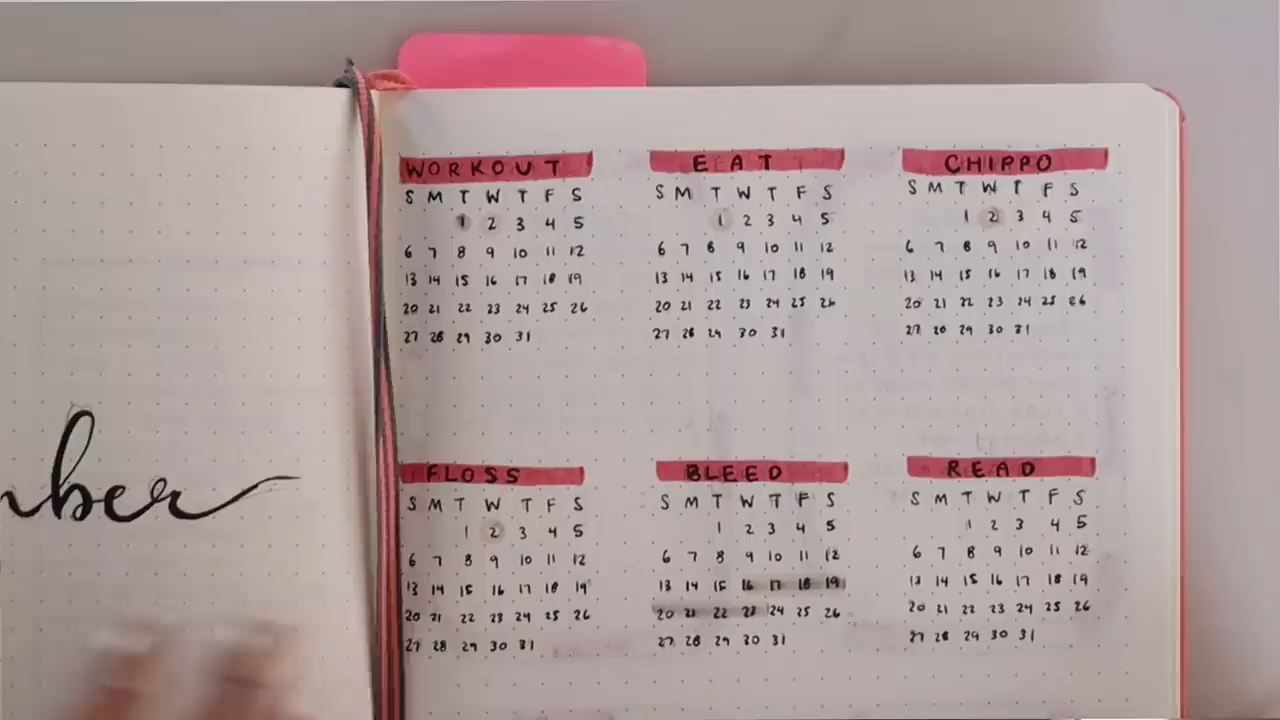 WORKOUT
S M T W T F S
1 2 3 4 5
6 7 8 9 10 11 12
13 14 15 16 17 18 19
20 21 22 23 24 25 26
27 28 29 30 31
EAT
S M T W T F S
1 2 3 4 5
6 7 8 9 10 11 12
13 14 15 16 17 18 19
20 21 22 23 24 25 26
27 28 29 30 31
CHIPPO
S M T W T F S
1 2 3 4 5
6 7 8 9 10 11 12
13 14 15 16 17 18 19
20 21 22 23 24 25 26
27 28 29 30 31
mber
FLOSS
S M T W T F S
1 2 3 4 5
6 7 8 9 10 11 12
13 14 15 16 17 18 19
20 21 22 23 24 25 26
27 28 29 30 31
BLEED
S M T W T F S
1 2 3 4 5
6 7 8 9 10 11 12
13 14 15 16 17 18 19
20 21 22 23 24 25 26
27 28 29 30 31
READ
S M T W T F S
1 2 3 4 5
6 7 8 9 10 11 12
13 14 15 16 17 18 19
20 21 22 23 24 25 26
27 28 29 30 31